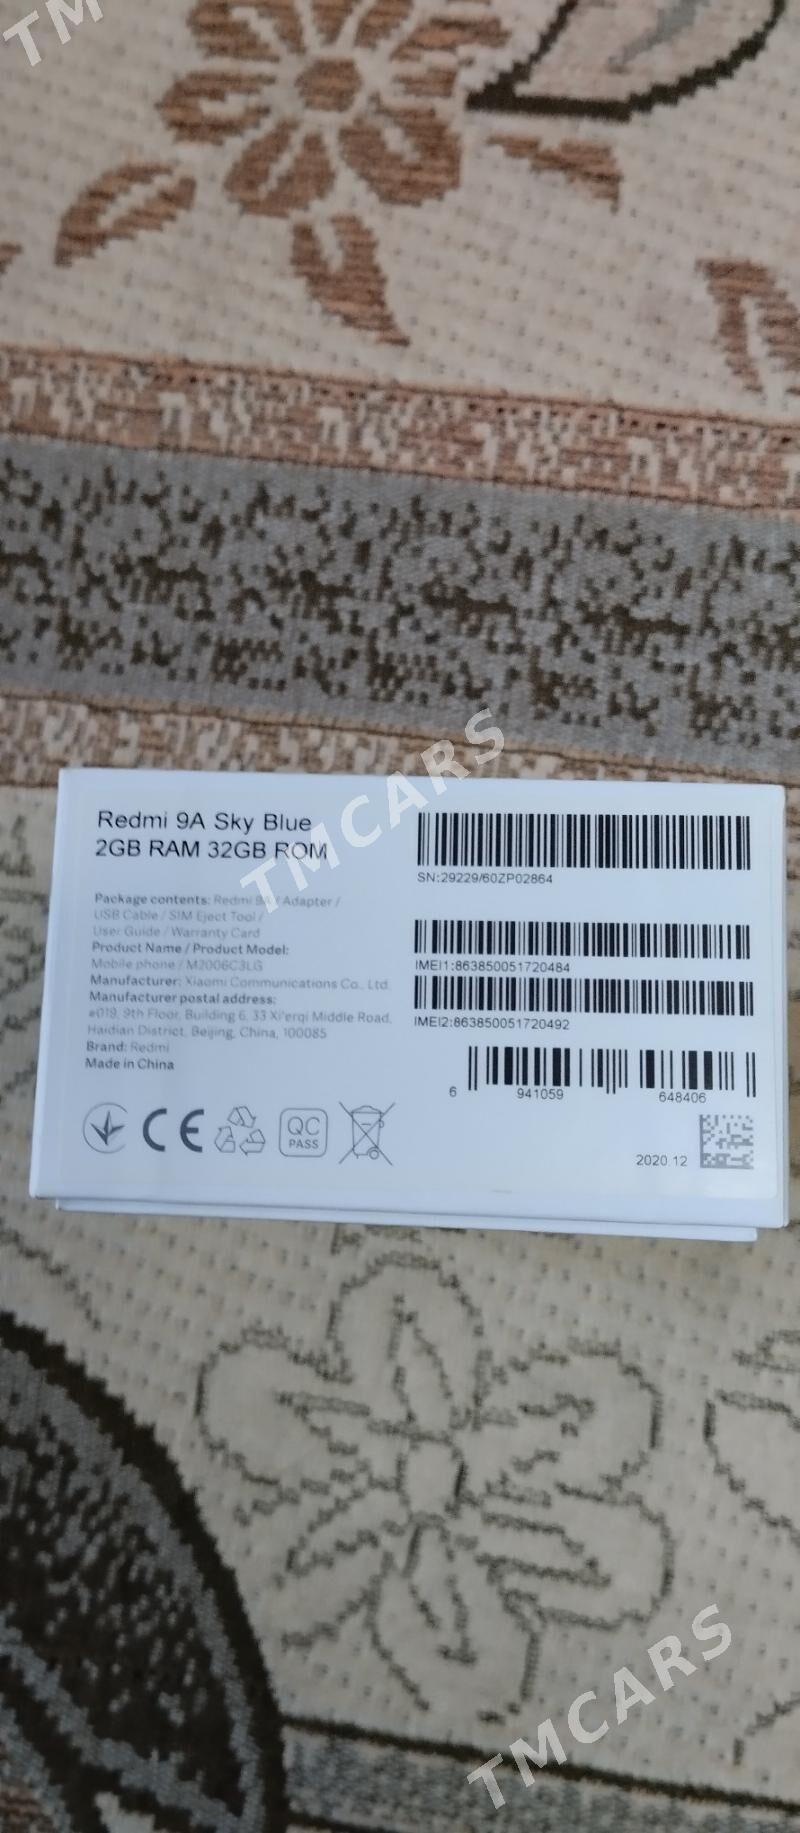 TM
TMCARS
Redmi 9A Sky Blue
2GB RAM 32GB ROM
Package contents: Redmi 9A / Adapter /
USB Cable / SIM Eject Tool /
User Guide / Warranty Card
Product Name / Product Model:
Mobile phone / M2006C3LG
Manufacturer: Xiaomi Communications Co., Ltd.
Manufacturer postal address:
#019, 9th Floor, Building 6, 33 Xi'erqi Middle Road,
Haidian District, Beijing, China, 100085
Brand: Redmi
Made in China
CE
QC
PASS
SN:29229/60ZP02864
IMEI1:863850051720484
IMEI2:863850051720492
6 941059 648406
2020.12
TMCARS